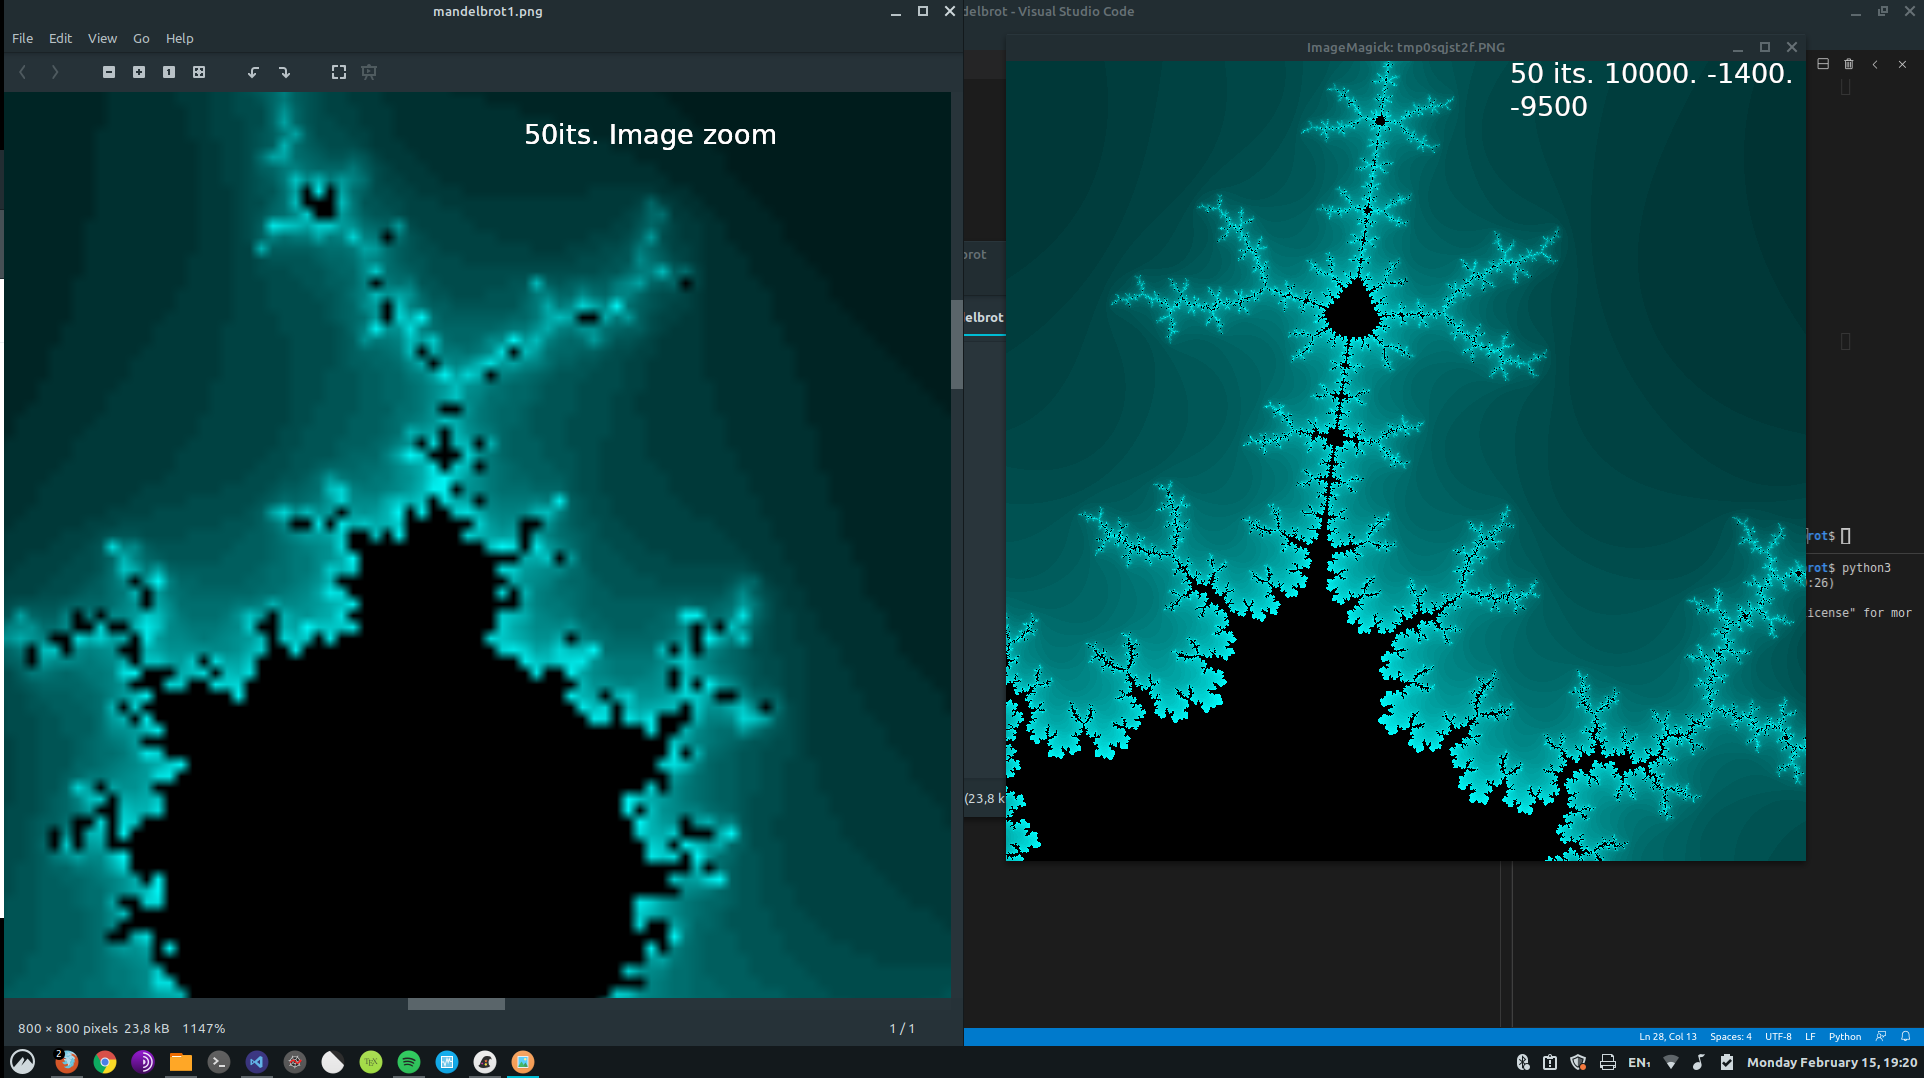 mandelbrot1.png
delbrot - Visual Studio Code
File Edit View Go Help
ImageMagick: tmp0sqjst2f.PNG
50its. Image zoom
50 its. 10000. -1400.
-9500
brot
elbrot
rot$
rot$ python3
:26)
icense" for mor
(23,8 k
800 × 800 pixels 23,8 kB 1147%
1 / 1
Ln 28, Col 13 Spaces: 4 UTF-8 LF Python
2
TEX
EN1
Monday February 15, 19:20